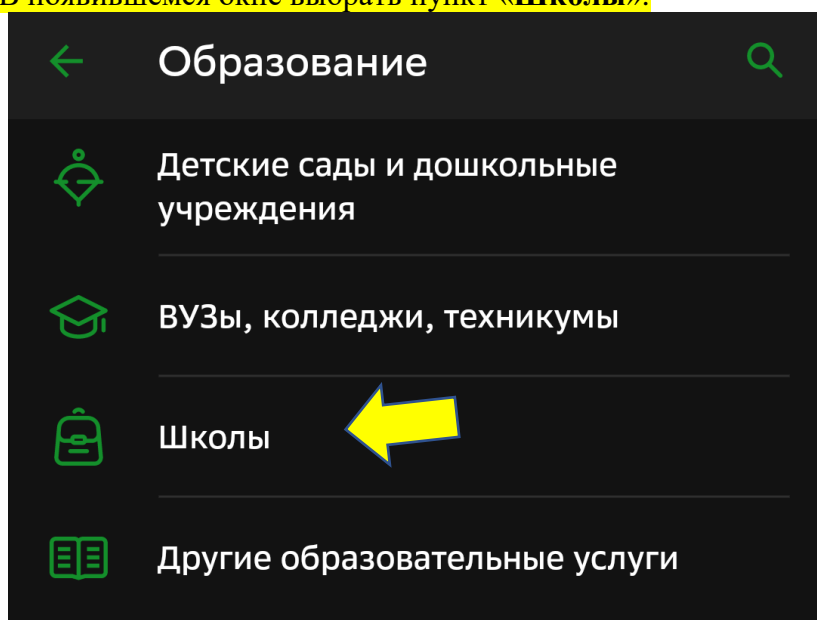 В появившемся окне выбрать пункт «Школы».
Образование
Детские сады и дошкольные
учреждения
ВУЗы, колледжи, техникумы
Школы
Другие образовательные услуги